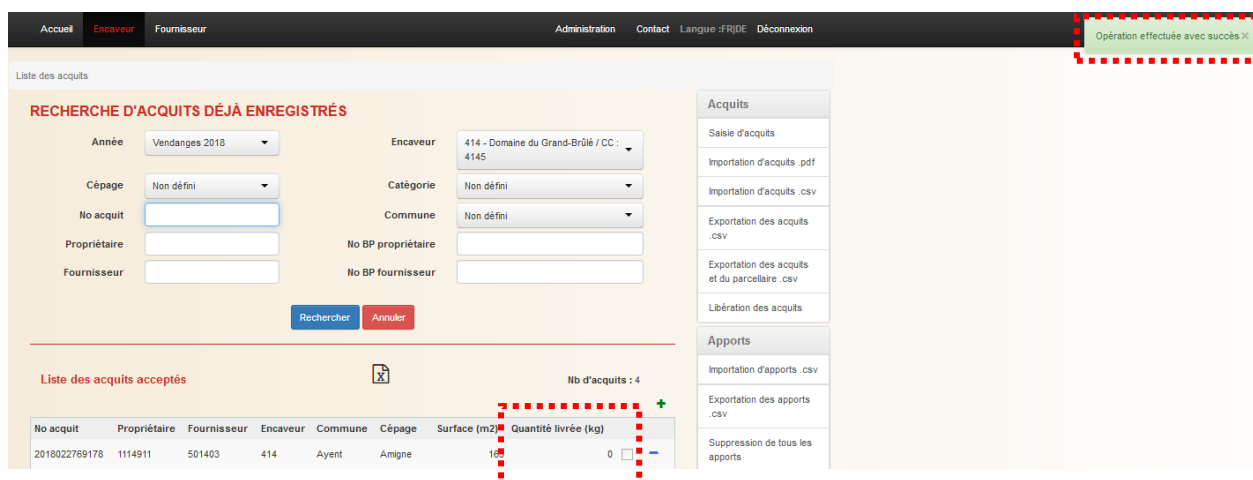 Accueil Encaveur Fournisseur Administration Contact Langue :FR|DE Déconnexion
Opération effectuée avec succès ×
Liste des acquits
RECHERCHE D'ACQUITS DÉJÀ ENREGISTRÉS
Année Vendanges 2018 Encaveur 414 - Domaine du Grand-Brûlé / CC :
4145
Cépage Non défini Catégorie Non défini
No acquit Commune Non défini
Propriétaire No BP propriétaire
Fournisseur No BP fournisseur
Rechercher Annuler
Liste des acquits acceptés Nb d'acquits : 4
No acquit Propriétaire Fournisseur Encaveur Commune Cépage Surface (m2) Quantité livrée (kg)
2018022769178 1114911 501403 414 Ayent Amigne 165 0
Acquits
Saisie d'acquits
Importation d'acquits .pdf
Importation d'acquits .csv
Exportation des acquits
.csv
Exportation des acquits
et du parcellaire .csv
Libération des acquits
Apports
Importation d'apports .csv
Exportation des apports
.csv
Suppression de tous les
apports